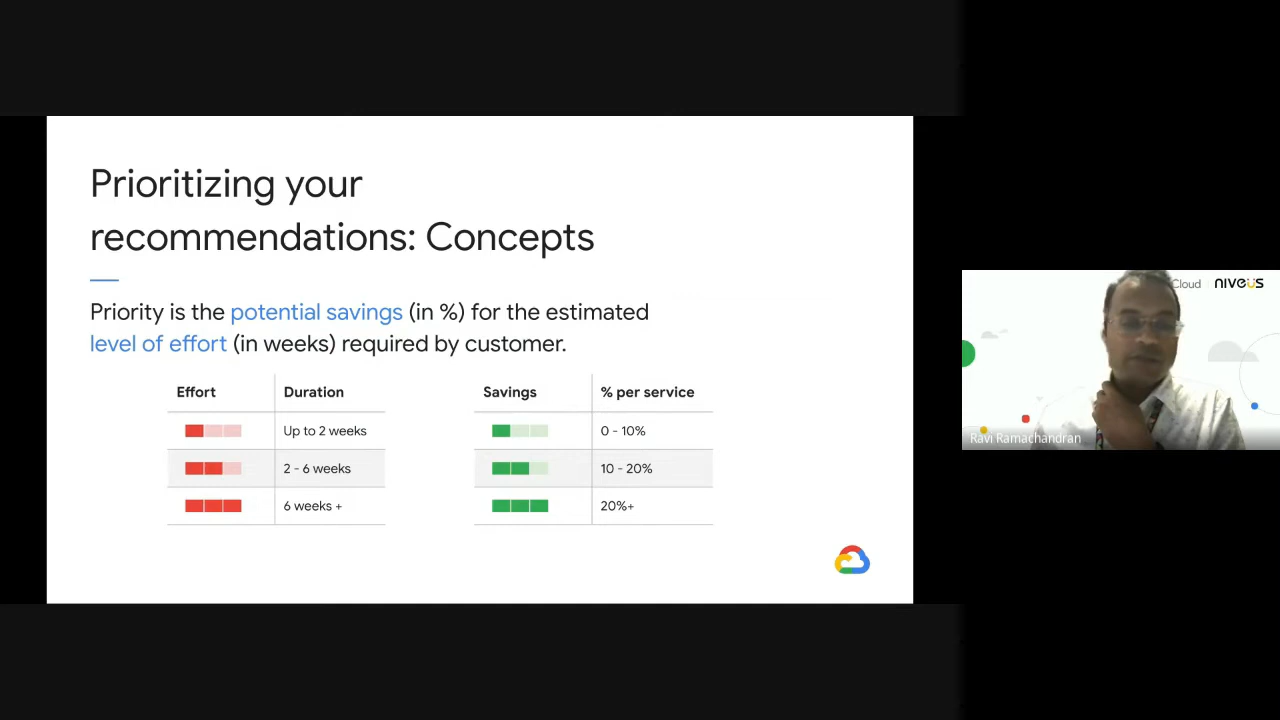 Prioritizing your
recommendations: Concepts
Priority is the potential savings (in %) for the estimated
level of effort (in weeks) required by customer.
Effort Duration
Up to 2 weeks
2 - 6 weeks
6 weeks +
Savings % per service
0 - 10%
10 - 20%
20%+
Cloud niveus
Ravi Ramachandran